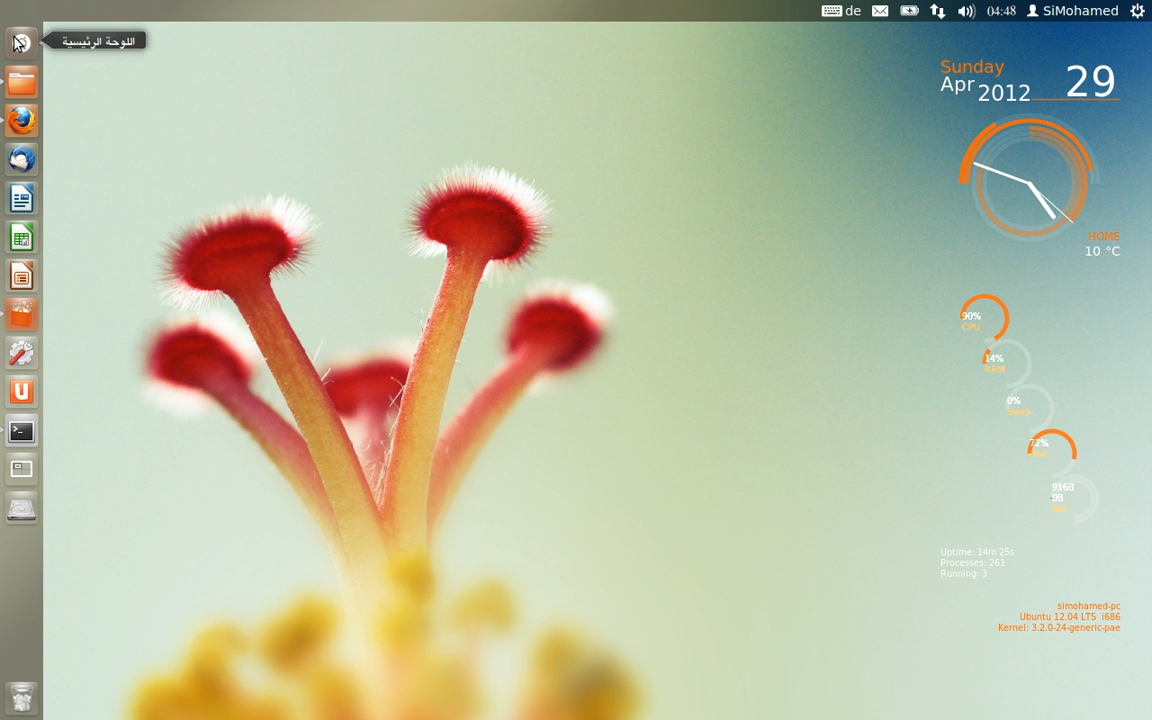 de
04:48
SiMohamed
اللوحة الرئيسية
Sunday
Apr 2012 29
HOME
10 °C
90%
CPU
14%
RAM
0%
72%
916B
0B
Uptime: 14m 25s
Processes: 261
Running: 3
simohamed-pc
Ubuntu 12.04 LTS i686
Kernel: 3.2.0-24-generic-pae